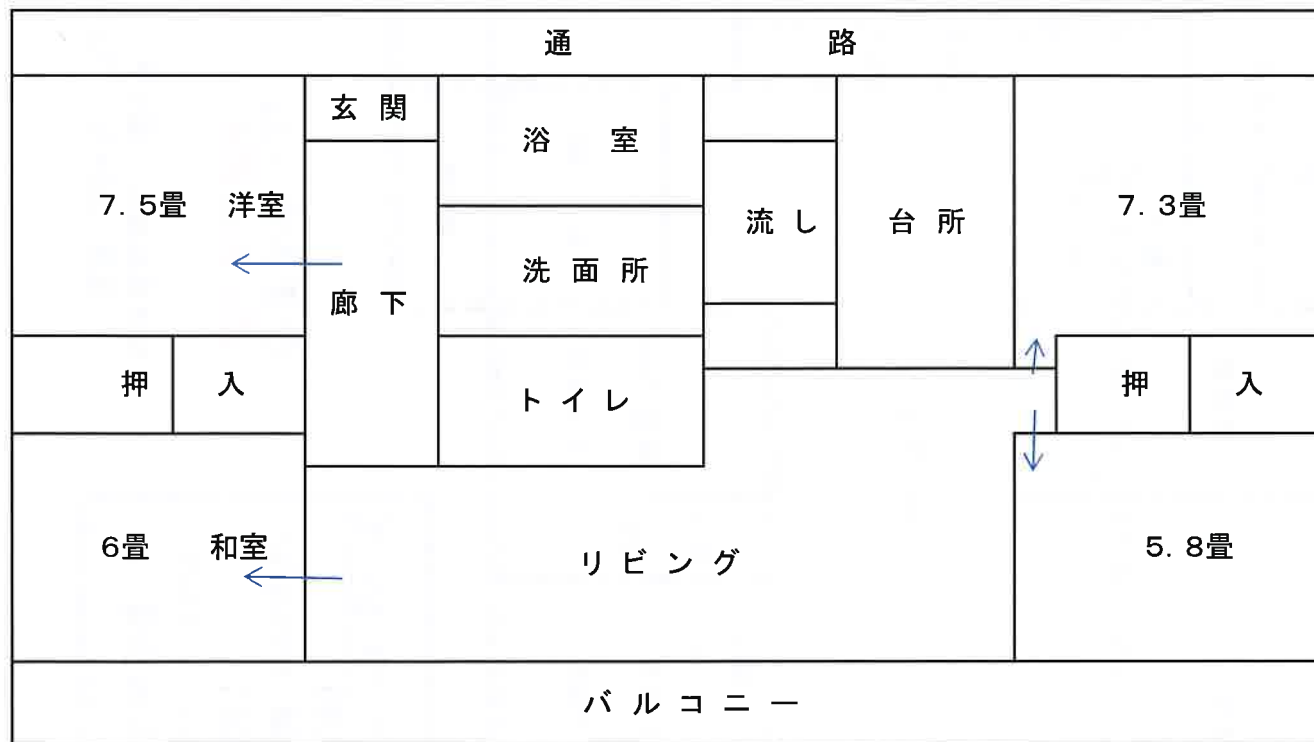 通 路
玄 関
浴 室
7．5畳 洋室
流 し
台 所
7．3畳
洗 面 所
廊 下
押 入
ト イ レ
押 入
6畳 和室
リ ビ ン グ
5．8畳
バ ル コ ニ ー